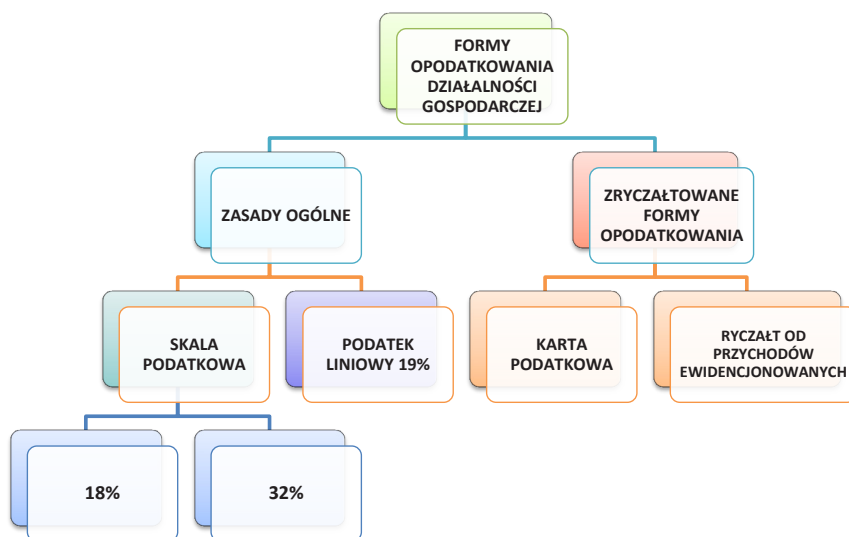 FORMY
OPODATKOWANIA
DZIAŁALNOŚCI
GOSPODARCZEJ
ZASADY OGÓLNE
ZRYCZAŁTOWANE
FORMY
OPODATKOWANIA
SKALA
PODATKOWA
PODATEK
LINIOWY 19%
KARTA
PODATKOWA
RYCZAŁT OD
PRZYCHODÓW
EWIDENCJONOWANYCH
18%
32%